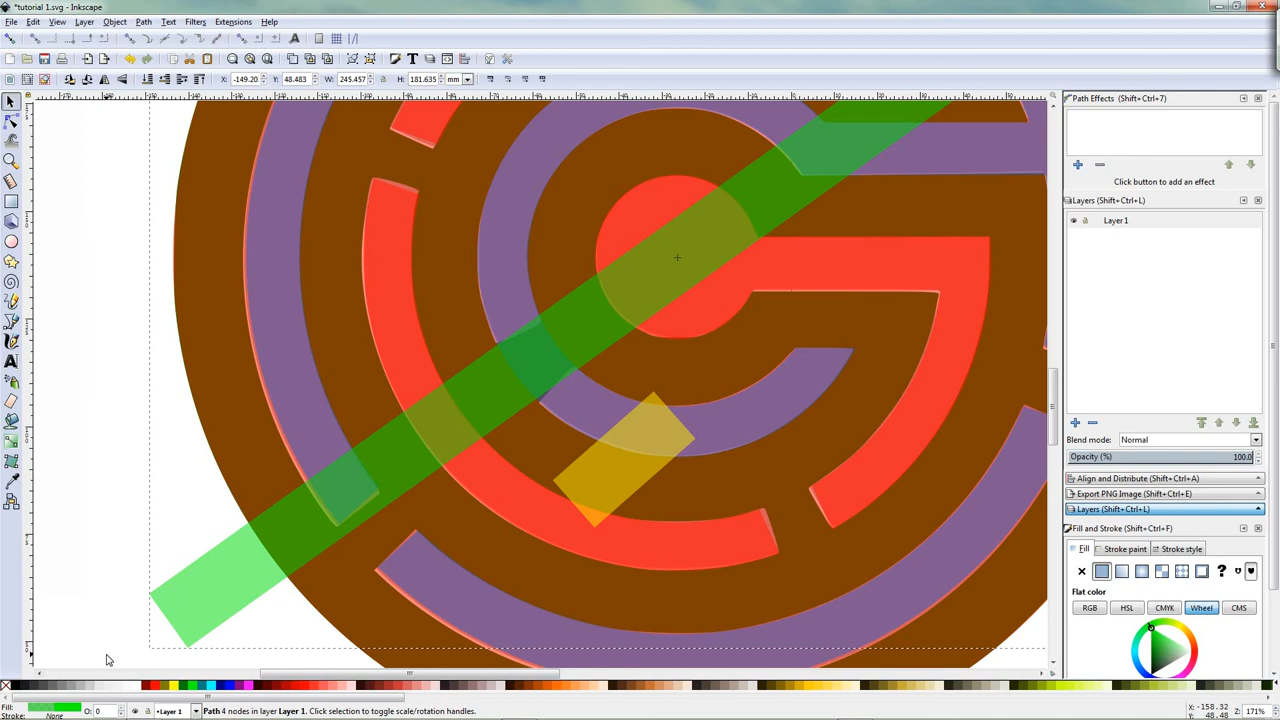 *tutorial 1.svg - Inkscape
File Edit View Layer Object Path Text Filters Extensions Help
X: -149.20 Y: 48.483 W: 245.457 H: 181.635 mm
Path Effects (Shift+Ctrl+7)
Click button to add an effect
Layers (Shift+Ctrl+L)
Layer 1
Blend mode: Normal
Opacity (%) 100.0
Align and Distribute (Shift+Ctrl+A)
Export PNG Image (Shift+Ctrl+E)
Layers (Shift+Ctrl+L)
Fill and Stroke (Shift+Ctrl+F)
Fill Stroke paint Stroke style
Flat color
RGB HSL CMYK Wheel CMS
Fill:
Stroke: None
O: 0
Layer 1
Path 4 nodes in layer Layer 1. Click selection to toggle scale/rotation handles.
X: -158.32
Y: 48.48
Z: 171%